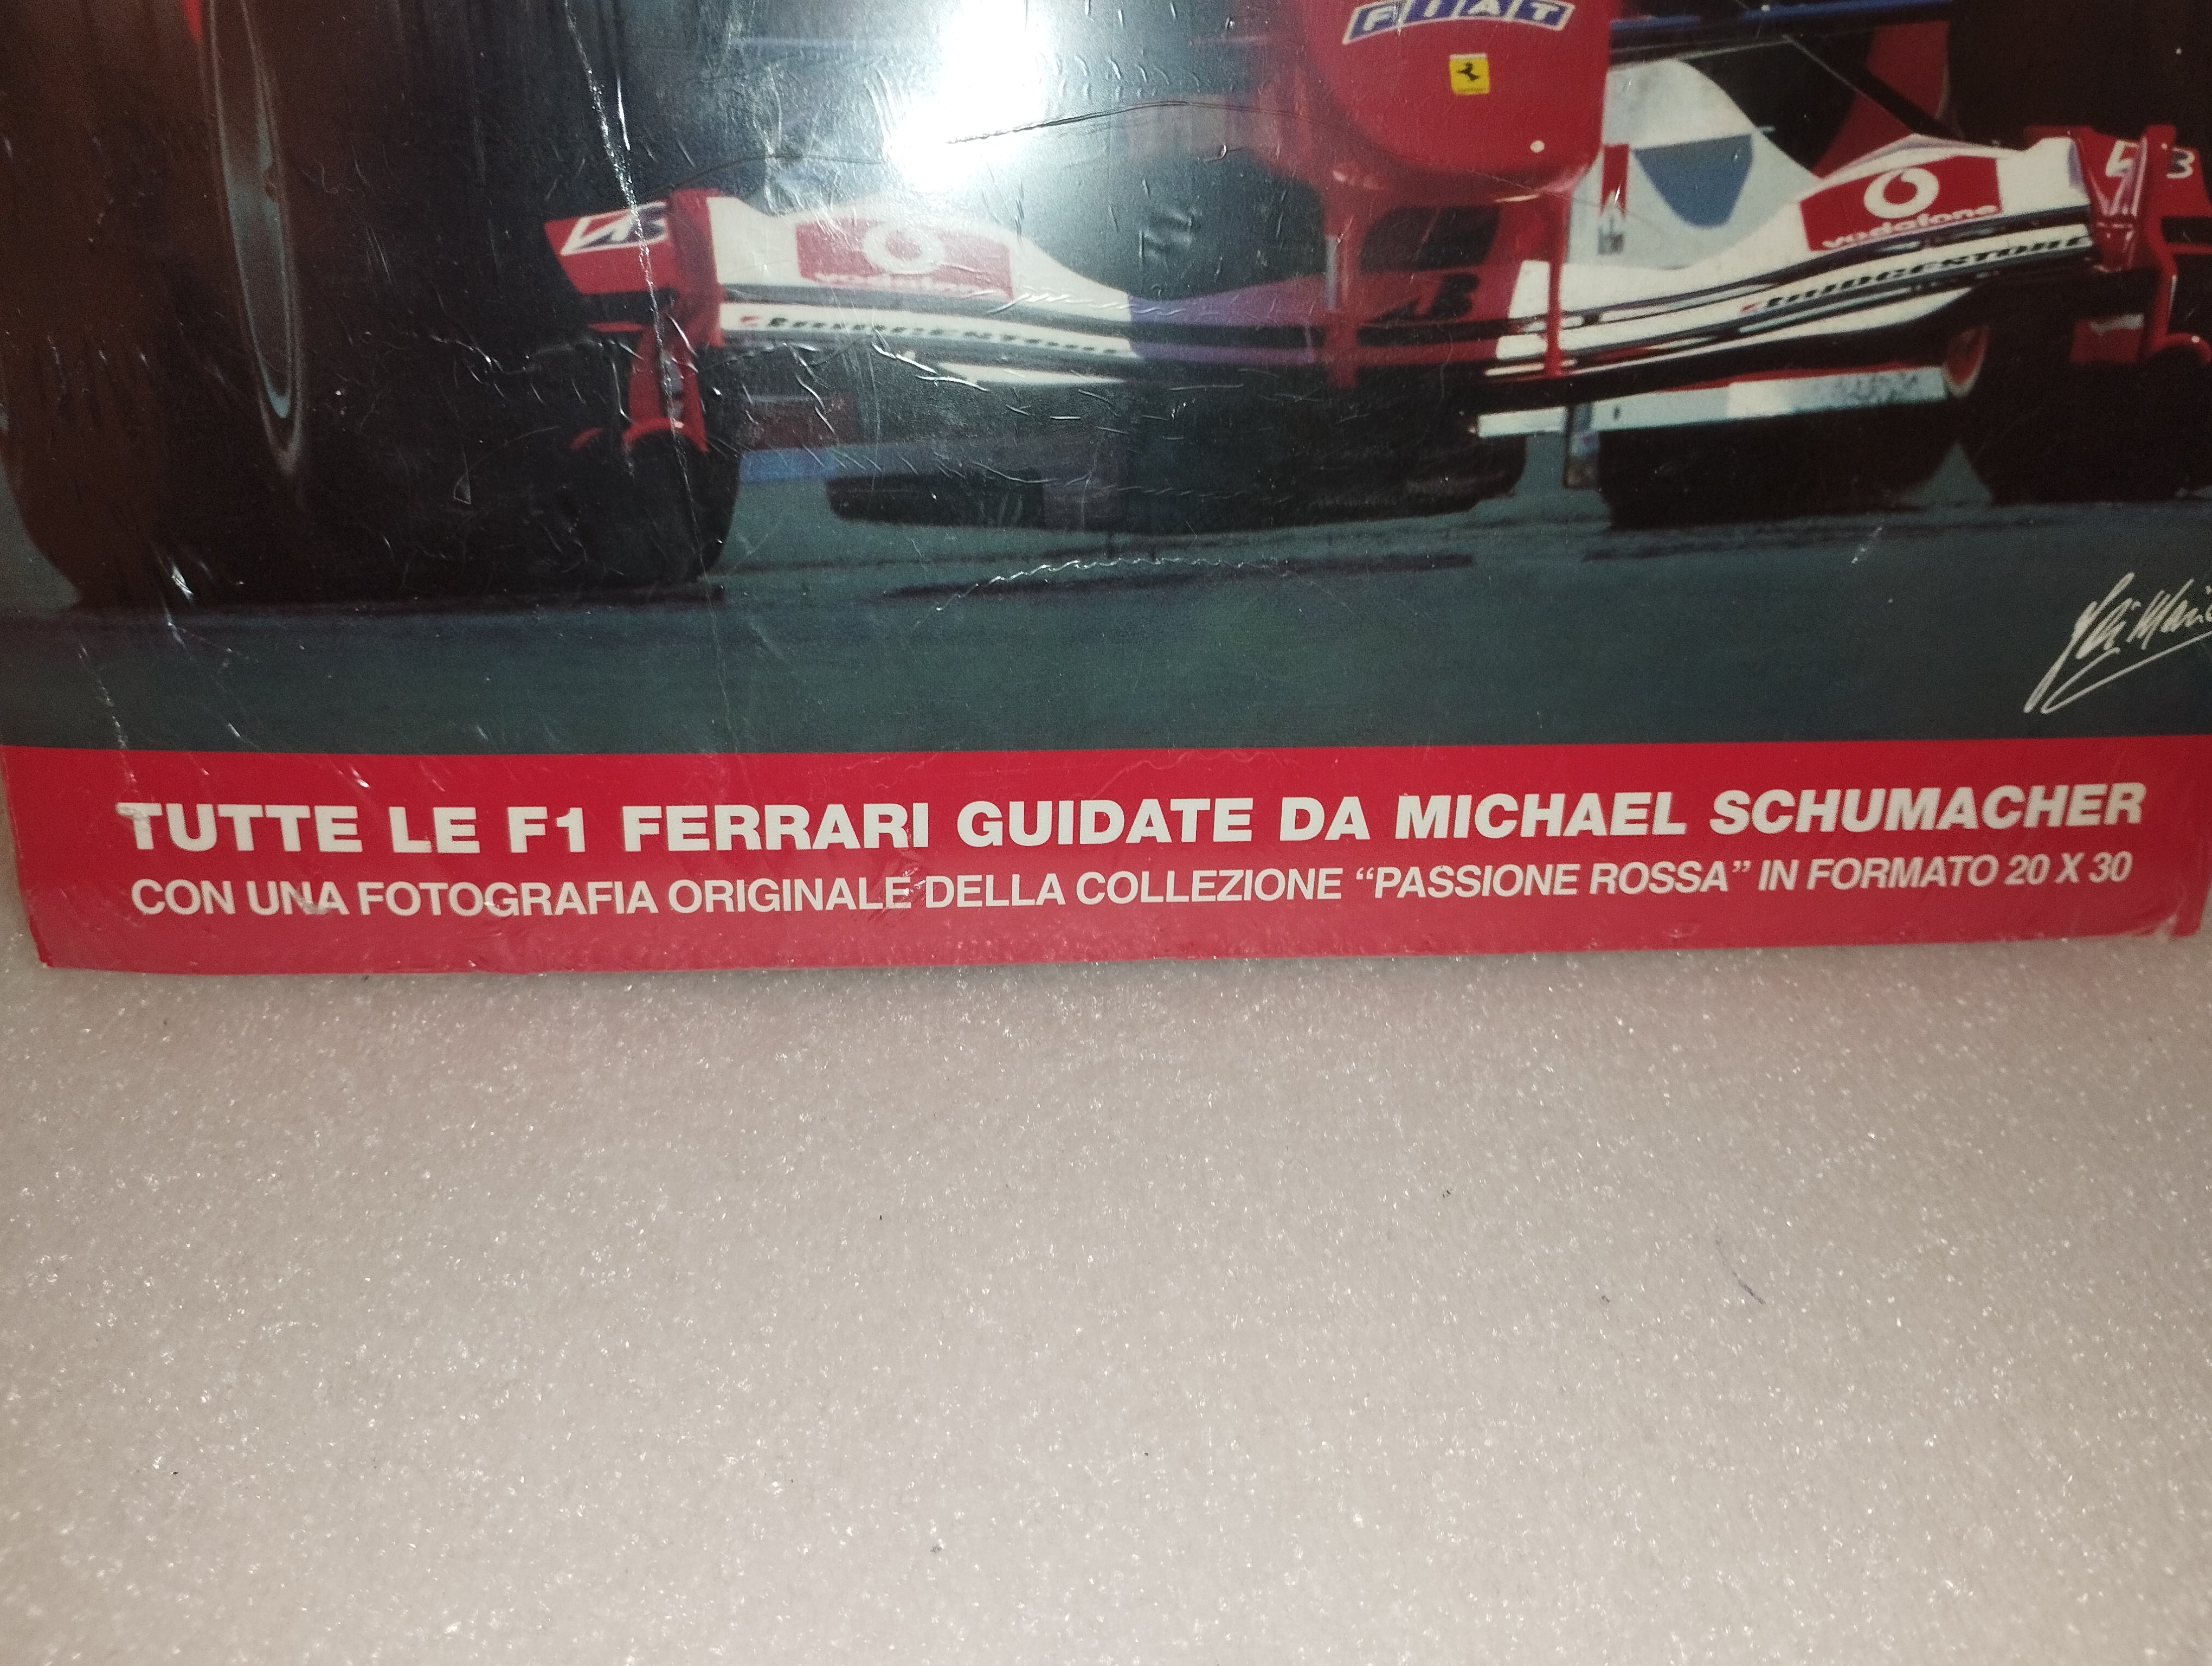 FIAT
vodafone
BRIDGESTONE
TUTTE LE F1 FERRARI GUIDATE DA MICHAEL SCHUMACHER
CON UNA FOTOGRAFIA ORIGINALE DELLA COLLEZIONE “PASSIONE ROSSA” IN FORMATO 20 X 30